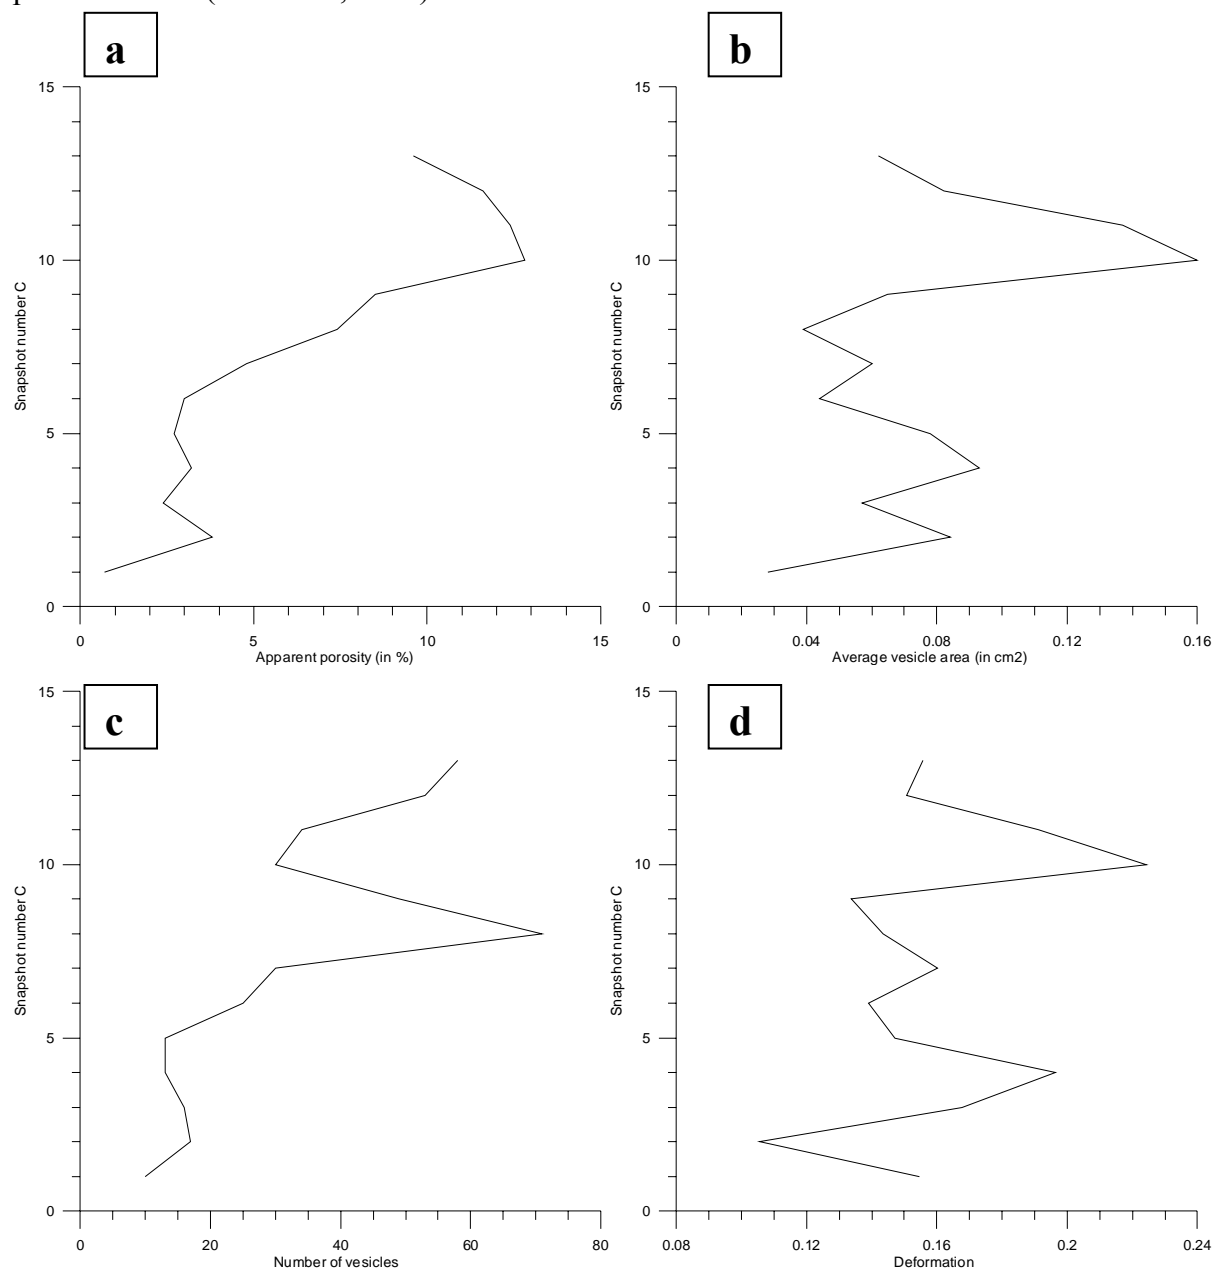 a
b
15
10
5
0
Snapshot number C
0 5 10 15
Apparent porosity (in %)
15
10
5
0
Snapshot number C
0 0.04 0.08 0.12 0.16
Average vesicle area (in cm2)
c
d
15
10
5
0
Snapshot number C
0 20 40 60 80
Number of vesicles
15
10
5
0
Snapshot number C
0.08 0.12 0.16 0.2 0.24
Deformation